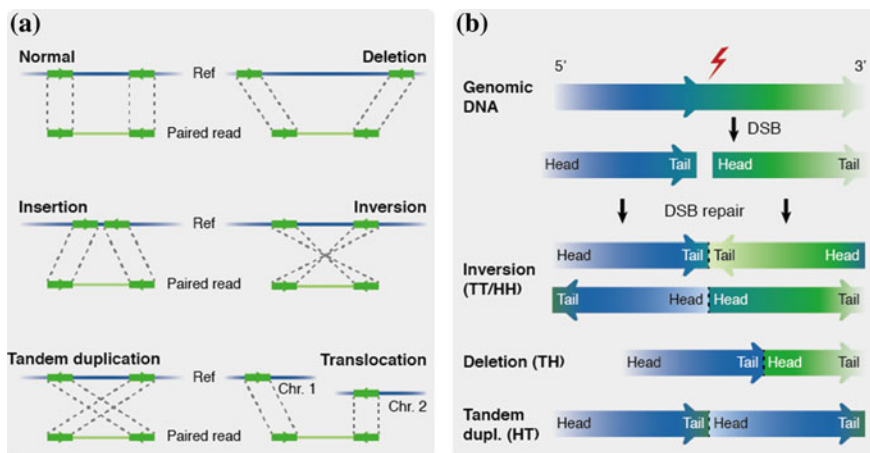 (a)
Normal
Ref
Deletion
Paired read
Insertion
Ref
Inversion
Paired read
Tandem duplication
Translocation
Ref
Chr. 1
Chr. 2
Paired read
(b)
5' 3'
Genomic
DNA
DSB
Head Tail Head Tail
DSB repair
Inversion
(TT/HH)
Head Tail Tail Head
Tail Head Head Tail
Deletion (TH)
Head Tail Head Tail
Tandem
dupl. (HT)
Head Tail Head Tail